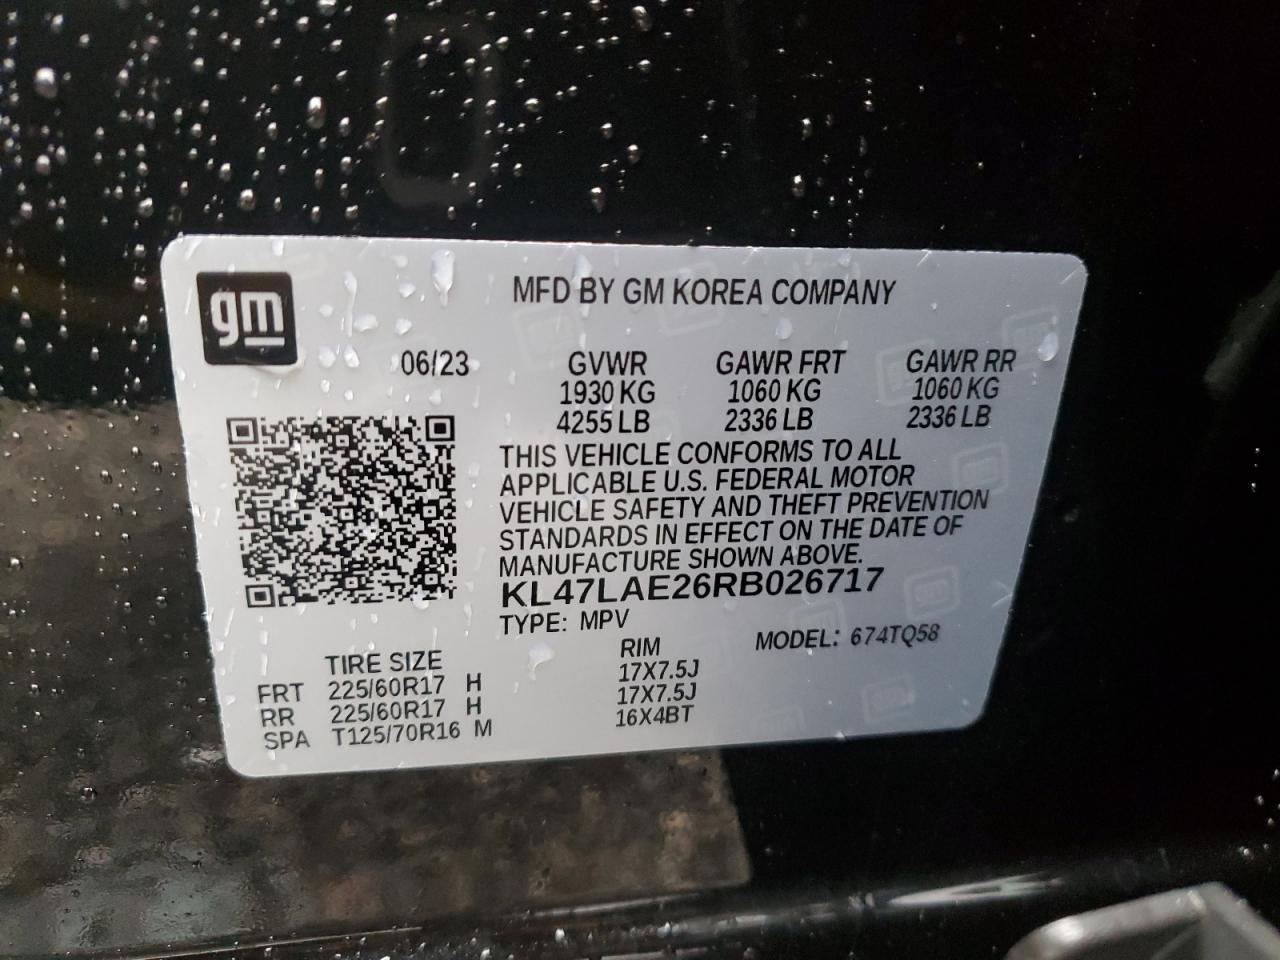 gm
MFD BY GM KOREA COMPANY
06/23 GVWR GAWR FRT GAWR RR
1930 KG 1060 KG 1060 KG
4255 LB 2336 LB 2336 LB
THIS VEHICLE CONFORMS TO ALL
APPLICABLE U.S. FEDERAL MOTOR
VEHICLE SAFETY AND THEFT PREVENTION
STANDARDS IN EFFECT ON THE DATE OF
MANUFACTURE SHOWN ABOVE.
KL47LAE26RB026717
TYPE: MPV MODEL: 674TQ58
TIRE SIZE RIM
FRT 225/60R17 H 17X7.5J
RR 225/60R17 H 17X7.5J
SPA T125/70R16 M 16X4BT